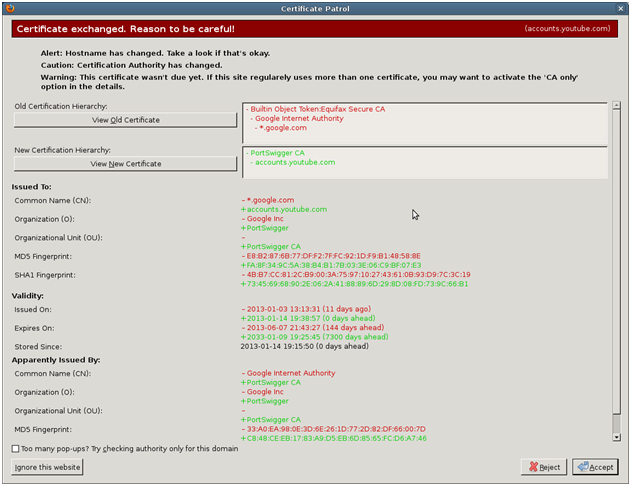 Certificate Patrol
Certificate exchanged. Reason to be careful! (accounts.youtube.com)
Alert: Hostname has changed. Take a look if that's okay.
Caution: Certification Authority has changed.
Warning: This certificate wasn't due yet. If this site regularely uses more than one certificate, you may want to activate the 'CA only'
option in the details.
Old Certification Hierarchy:
View Old Certificate
- Builtin Object Token:Equifax Secure CA
- Google Internet Authority
- *.google.com
New Certification Hierarchy:
View New Certificate
- PortSwigger CA
- accounts.youtube.com
Issued To:
Common Name (CN): - *.google.com
+accounts.youtube.com
Organization (O): - Google Inc
+PortSwigger
Organizational Unit (OU): -
+PortSwigger CA
MD5 Fingerprint: - E8:B2:87:6B:77:DF:F2:7F:FC:92:1D:F9:B1:48:58:8E
+FA:8F:34:9C:5A:38:B4:B1:7B:03:3E:06:C9:BF:07:E3
SHA1 Fingerprint: - 4B:B7:CC:81:2C:B9:00:3A:75:97:10:27:43:61:0B:93:D9:7C:3C:19
+73:45:69:68:90:2E:06:2A:41:88:89:6D:29:8D:08:FD:73:9C:66:B1
Validity:
Issued On: - 2013-01-03 13:13:31 (11 days ago)
+2013-01-14 19:38:57 (0 days ahead)
Expires On: - 2013-06-07 21:43:27 (144 days ahead)
+2033-01-09 19:25:45 (7300 days ahead)
Stored Since: 2013-01-14 19:15:50 (0 days ahead)
Apparently Issued By:
Common Name (CN): - Google Internet Authority
+PortSwigger CA
Organization (O): - Google Inc
+PortSwigger
Organizational Unit (OU): -
+PortSwigger CA
MD5 Fingerprint: - 33:A0:EA:98:0E:3D:6E:26:1D:77:2D:82:DF:66:00:7D
+C8:48:CE:EB:17:83:A9:D5:EB:6D:85:65:FC:D6:A7:46
Too many pop-ups? Try checking authority only for this domain
Ignore this website
Reject
Accept